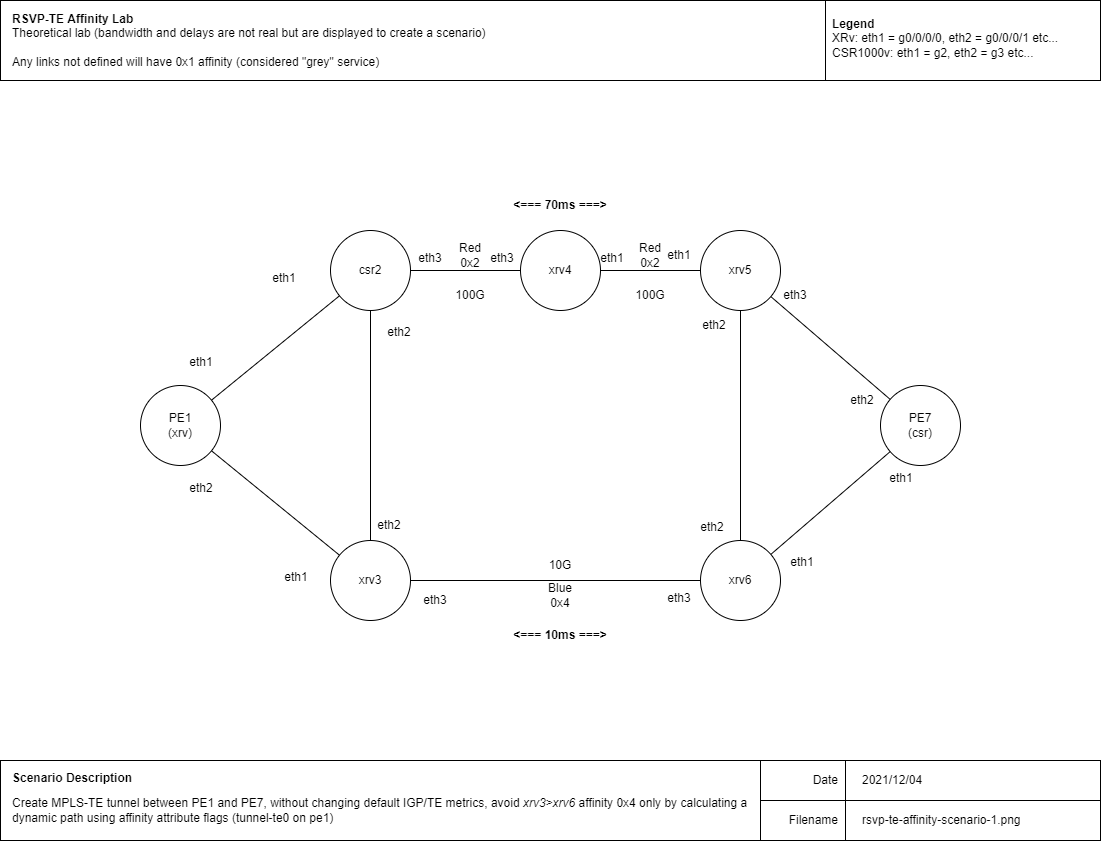 RSVP-TE Affinity Lab
Theoretical lab (bandwidth and delays are not real but are displayed to create a scenario)
Any links not defined will have 0x1 affinity (considered "grey" service)
Legend
XRv: eth1 = g0/0/0/0, eth2 = g0/0/0/1 etc...
CSR1000v: eth1 = g2, eth2 = g3 etc...
<=== 70ms ===>
csr2
eth3
Red
0x2
eth3
xrv4
eth1
Red
0x2
eth1
xrv5
eth1
100G
100G
eth3
eth2
eth2
eth1
eth2
PE1
(xrv)
PE7
(csr)
eth2
eth1
eth2
eth2
eth1
xrv3
10G
xrv6
eth1
Blue
0x4
eth3
eth3
<=== 10ms ===>
Scenario Description
Create MPLS-TE tunnel between PE1 and PE7, without changing default IGP/TE metrics, avoid xrv3>xrv6 affinity 0x4 only by calculating a
dynamic path using affinity attribute flags (tunnel-te0 on pe1)
Date
2021/12/04
Filename
rsvp-te-affinity-scenario-1.png